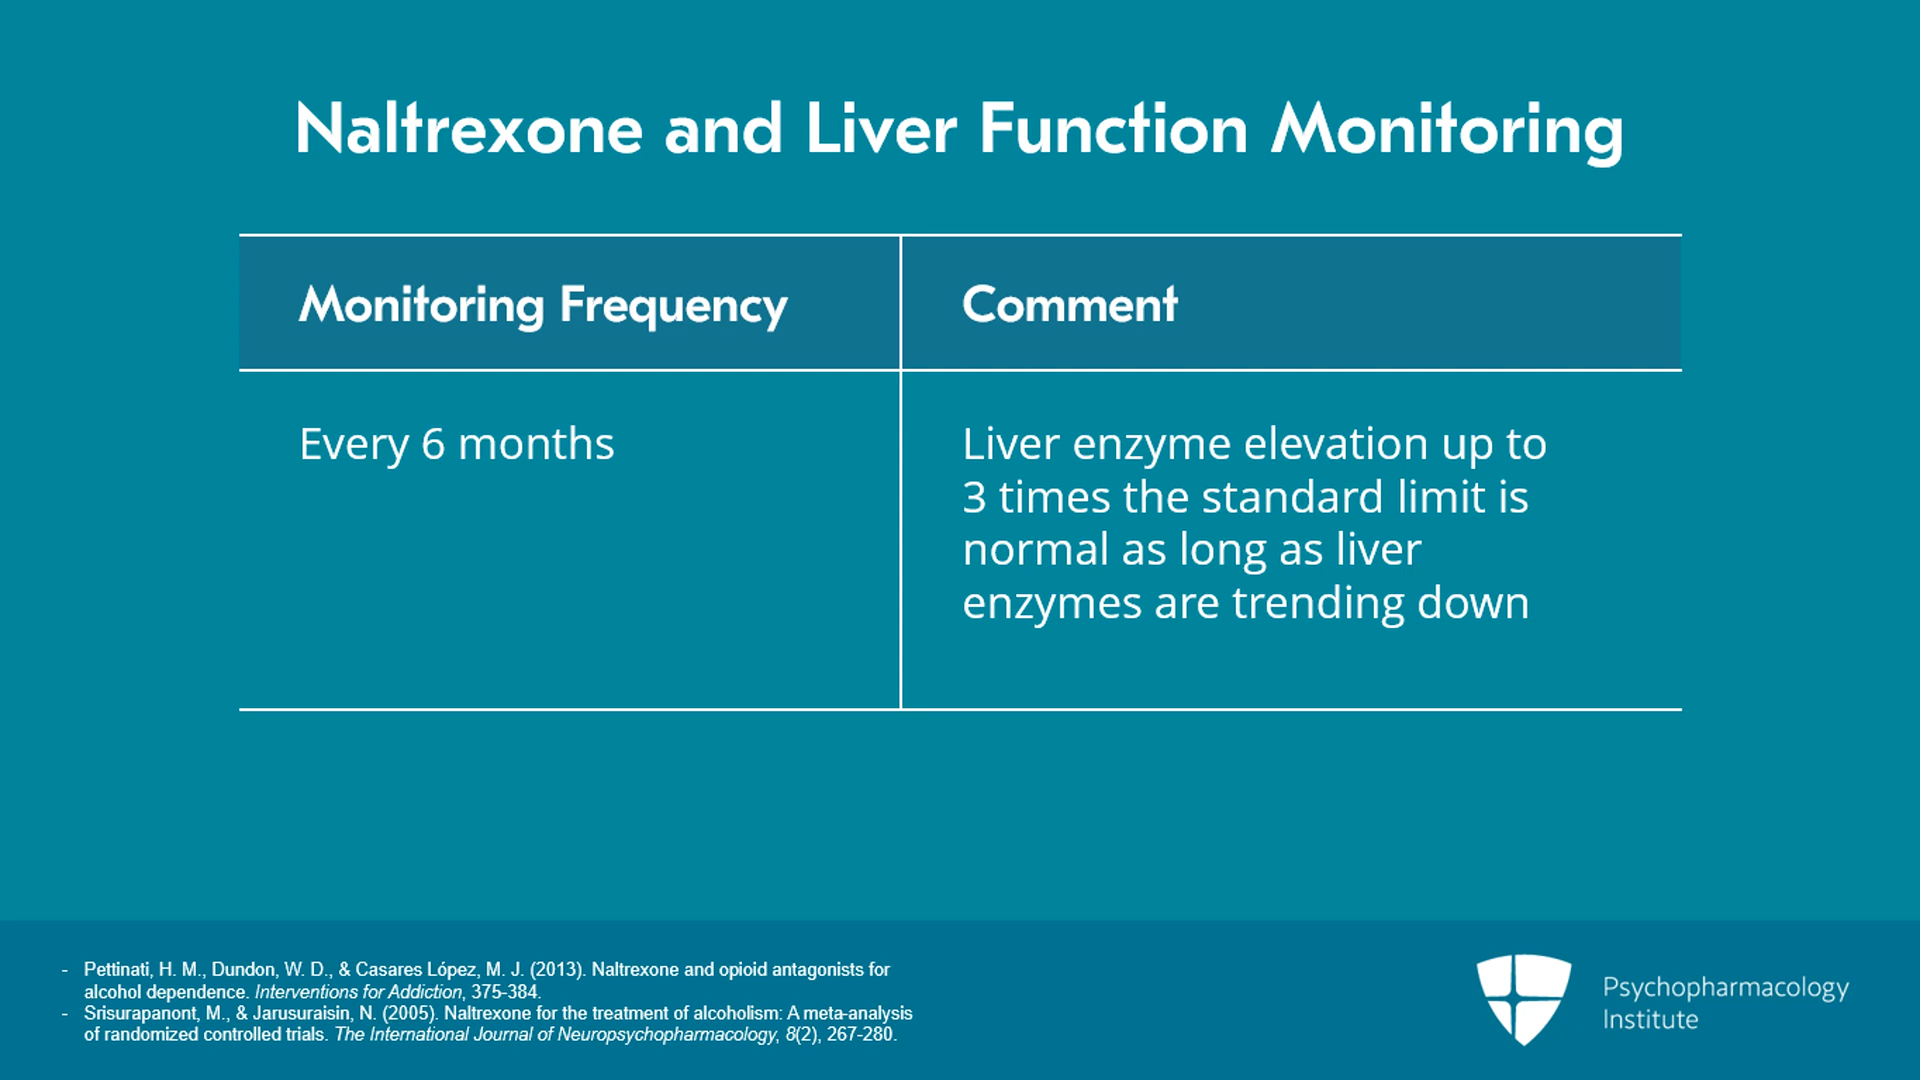 Naltrexone and Liver Function Monitoring
Monitoring Frequency
Comment
Every 6 months
Liver enzyme elevation up to
3 times the standard limit is
normal as long as liver
enzymes are trending down
- Pettinati, H. M., Dundon, W. D., & Casares López, M. J. (2013). Naltrexone and opioid antagonists for
alcohol dependence. Interventions for Addiction, 375-384.
- Srisurapanont, M., & Jarusuraisin, N. (2005). Naltrexone for the treatment of alcoholism: A meta-analysis
of randomized controlled trials. The International Journal of Neuropsychopharmacology, 8(2), 267-280.
Psychopharmacology
Institute